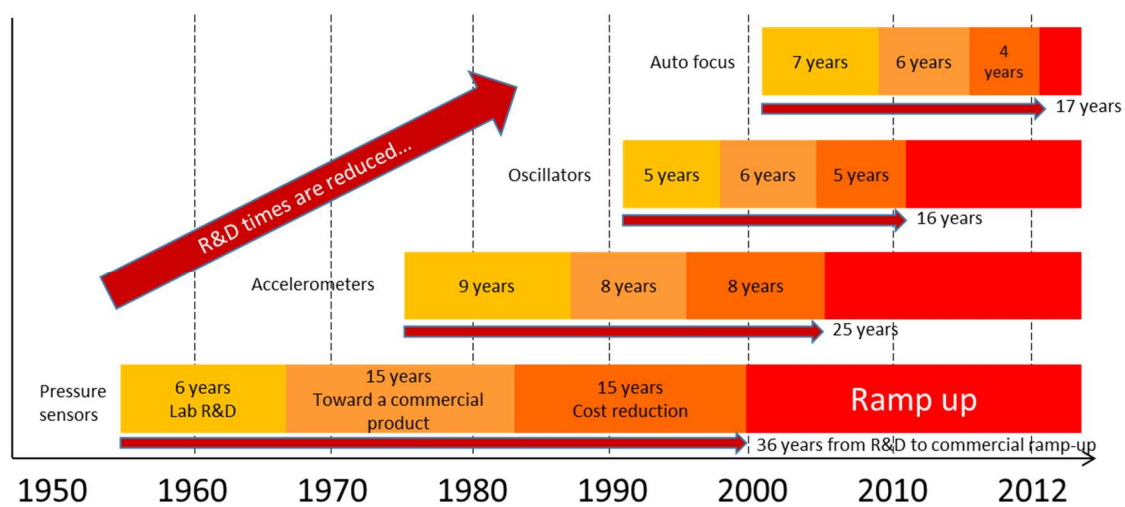 Auto focus
7 years
6 years
4
years
17 years
R&D times are reduced...
Oscillators
5 years
6 years
5 years
16 years
Accelerometers
9 years
8 years
8 years
25 years
Pressure
sensors
6 years
Lab R&D
15 years
Toward a commercial
product
15 years
Cost reduction
Ramp up
36 years from R&D to commercial ramp-up
1950 1960 1970 1980 1990 2000 2010 2012